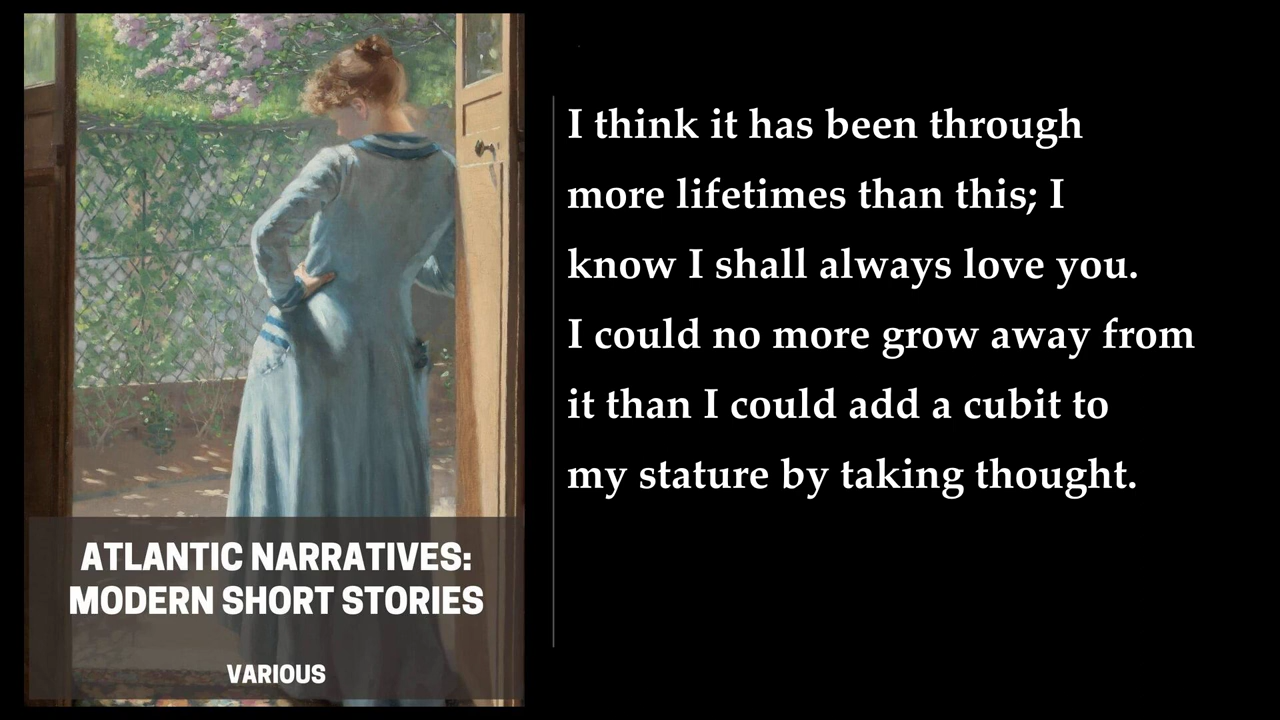 I think it has been through
more lifetimes than this; I
know I shall always love you.
I could no more grow away from
it than I could add a cubit to
my stature by taking thought.
ATLANTIC NARRATIVES:
MODERN SHORT STORIES
VARIOUS